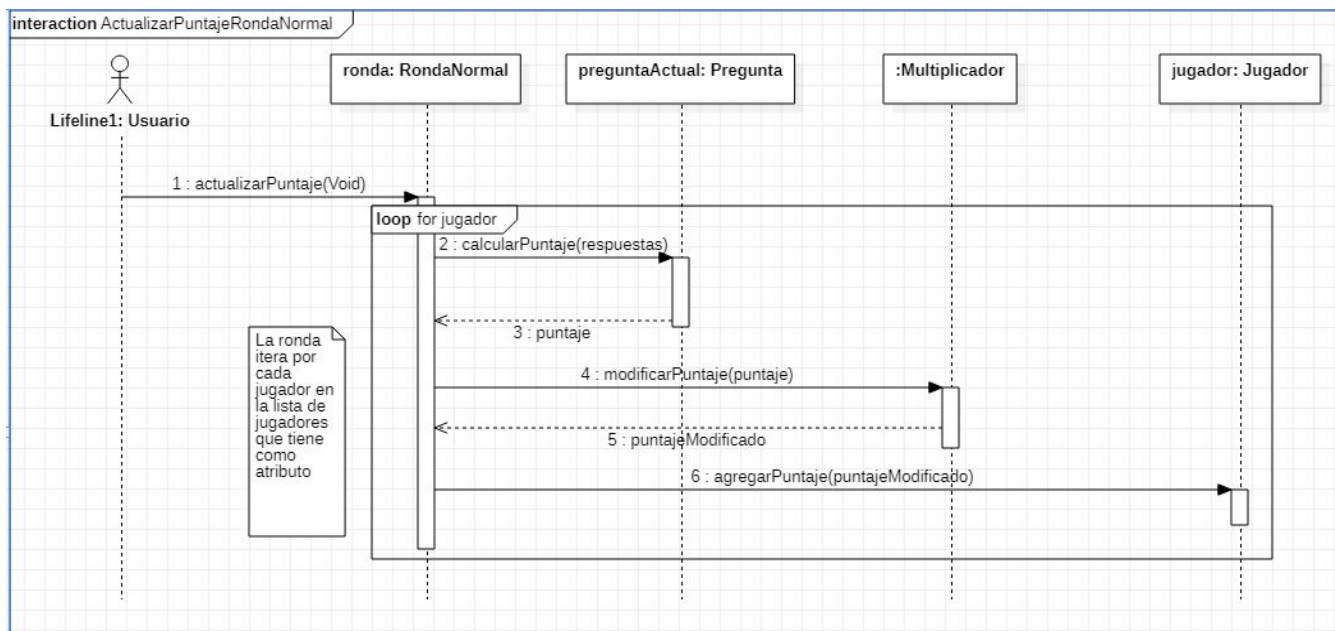 interaction ActualizarPuntajeRondaNormal
Lifeline1: Usuario
ronda: RondaNormal
preguntaActual: Pregunta
:Multiplicador
jugador: Jugador
1 : actualizarPuntaje(Void)
loop for jugador
2 : calcularPuntaje(respuestas)
3 : puntaje
4 : modificarPuntaje(puntaje)
5 : puntajeModificado
6 : agregarPuntaje(puntajeModificado)
La ronda
itera por
cada
jugador en
la lista de
jugadores
que tiene
como
atributo